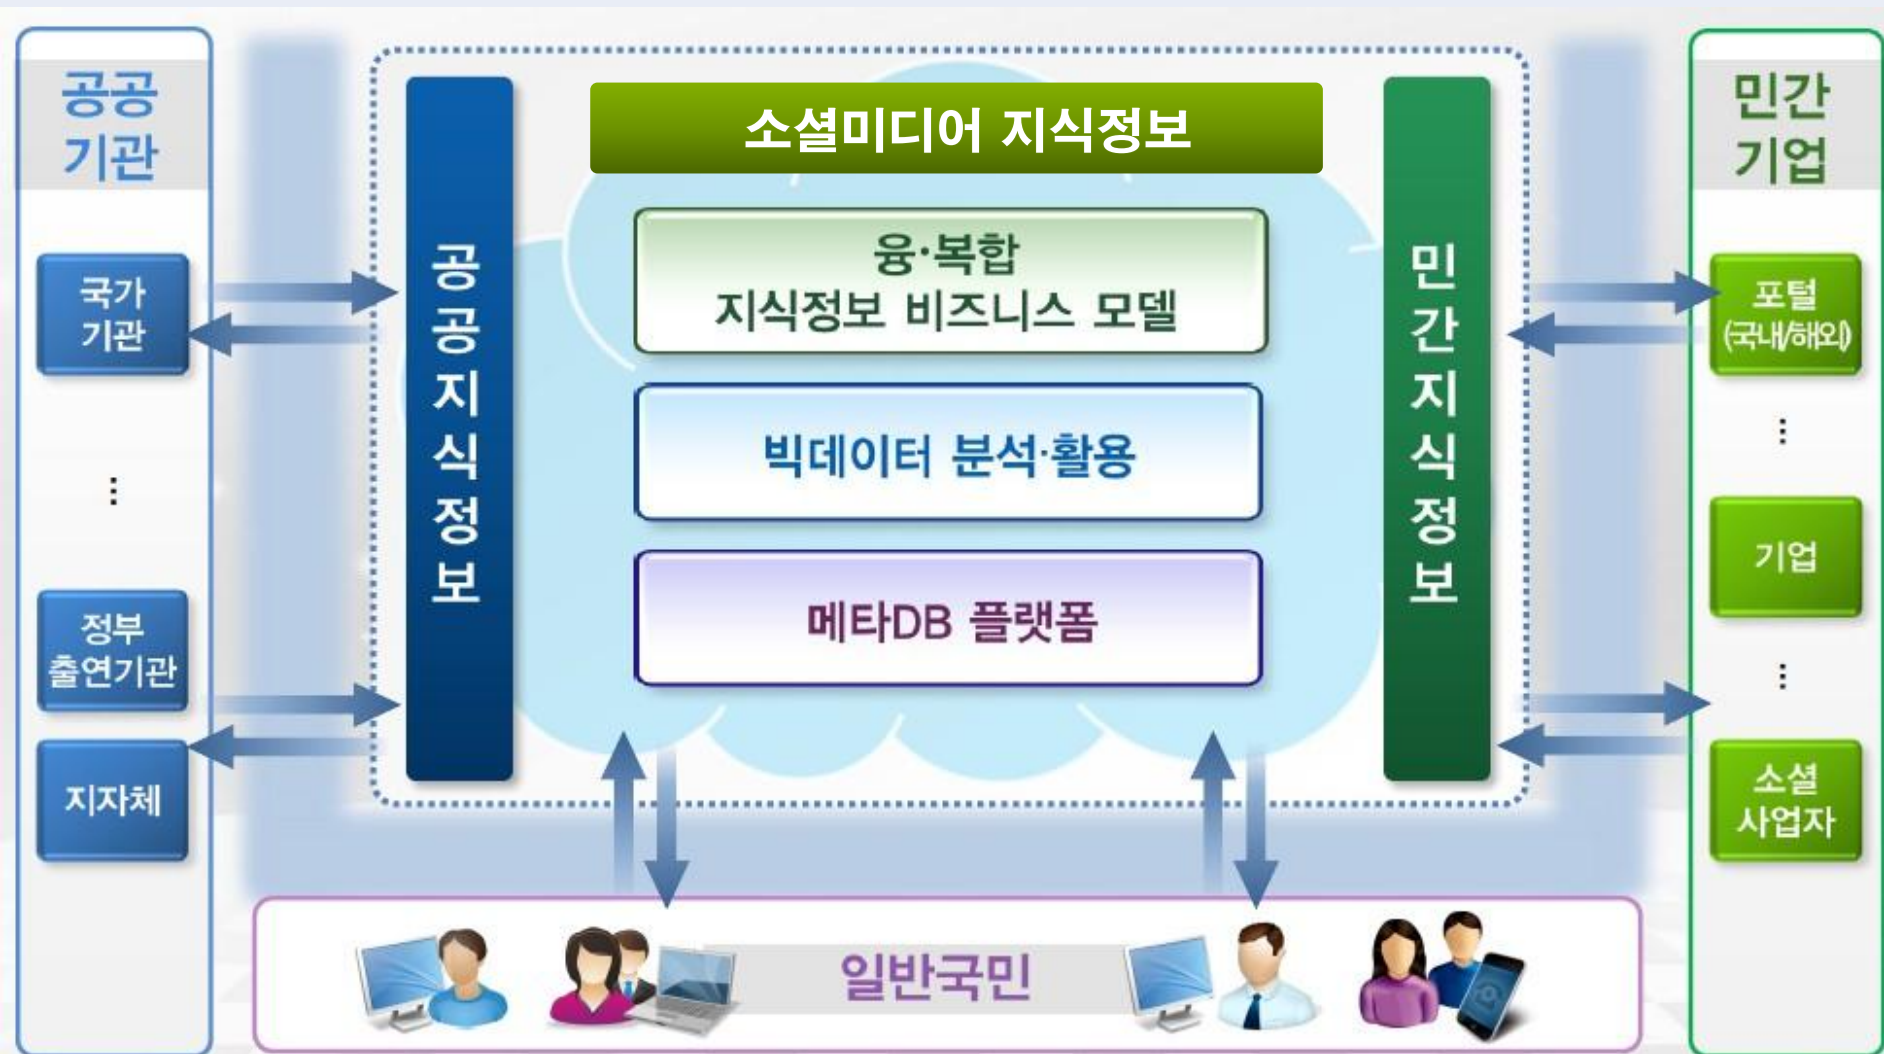 공공
기관
국가
기관
...
정부
출연기관
지자체
공공지식정보
소셜미디어 지식정보
융·복합
지식정보 비즈니스 모델
빅데이터 분석·활용
메타DB 플랫폼
민간지식정보
민간
기업
포털
(국내/해외)
...
기업
...
소셜
사업자
일반국민